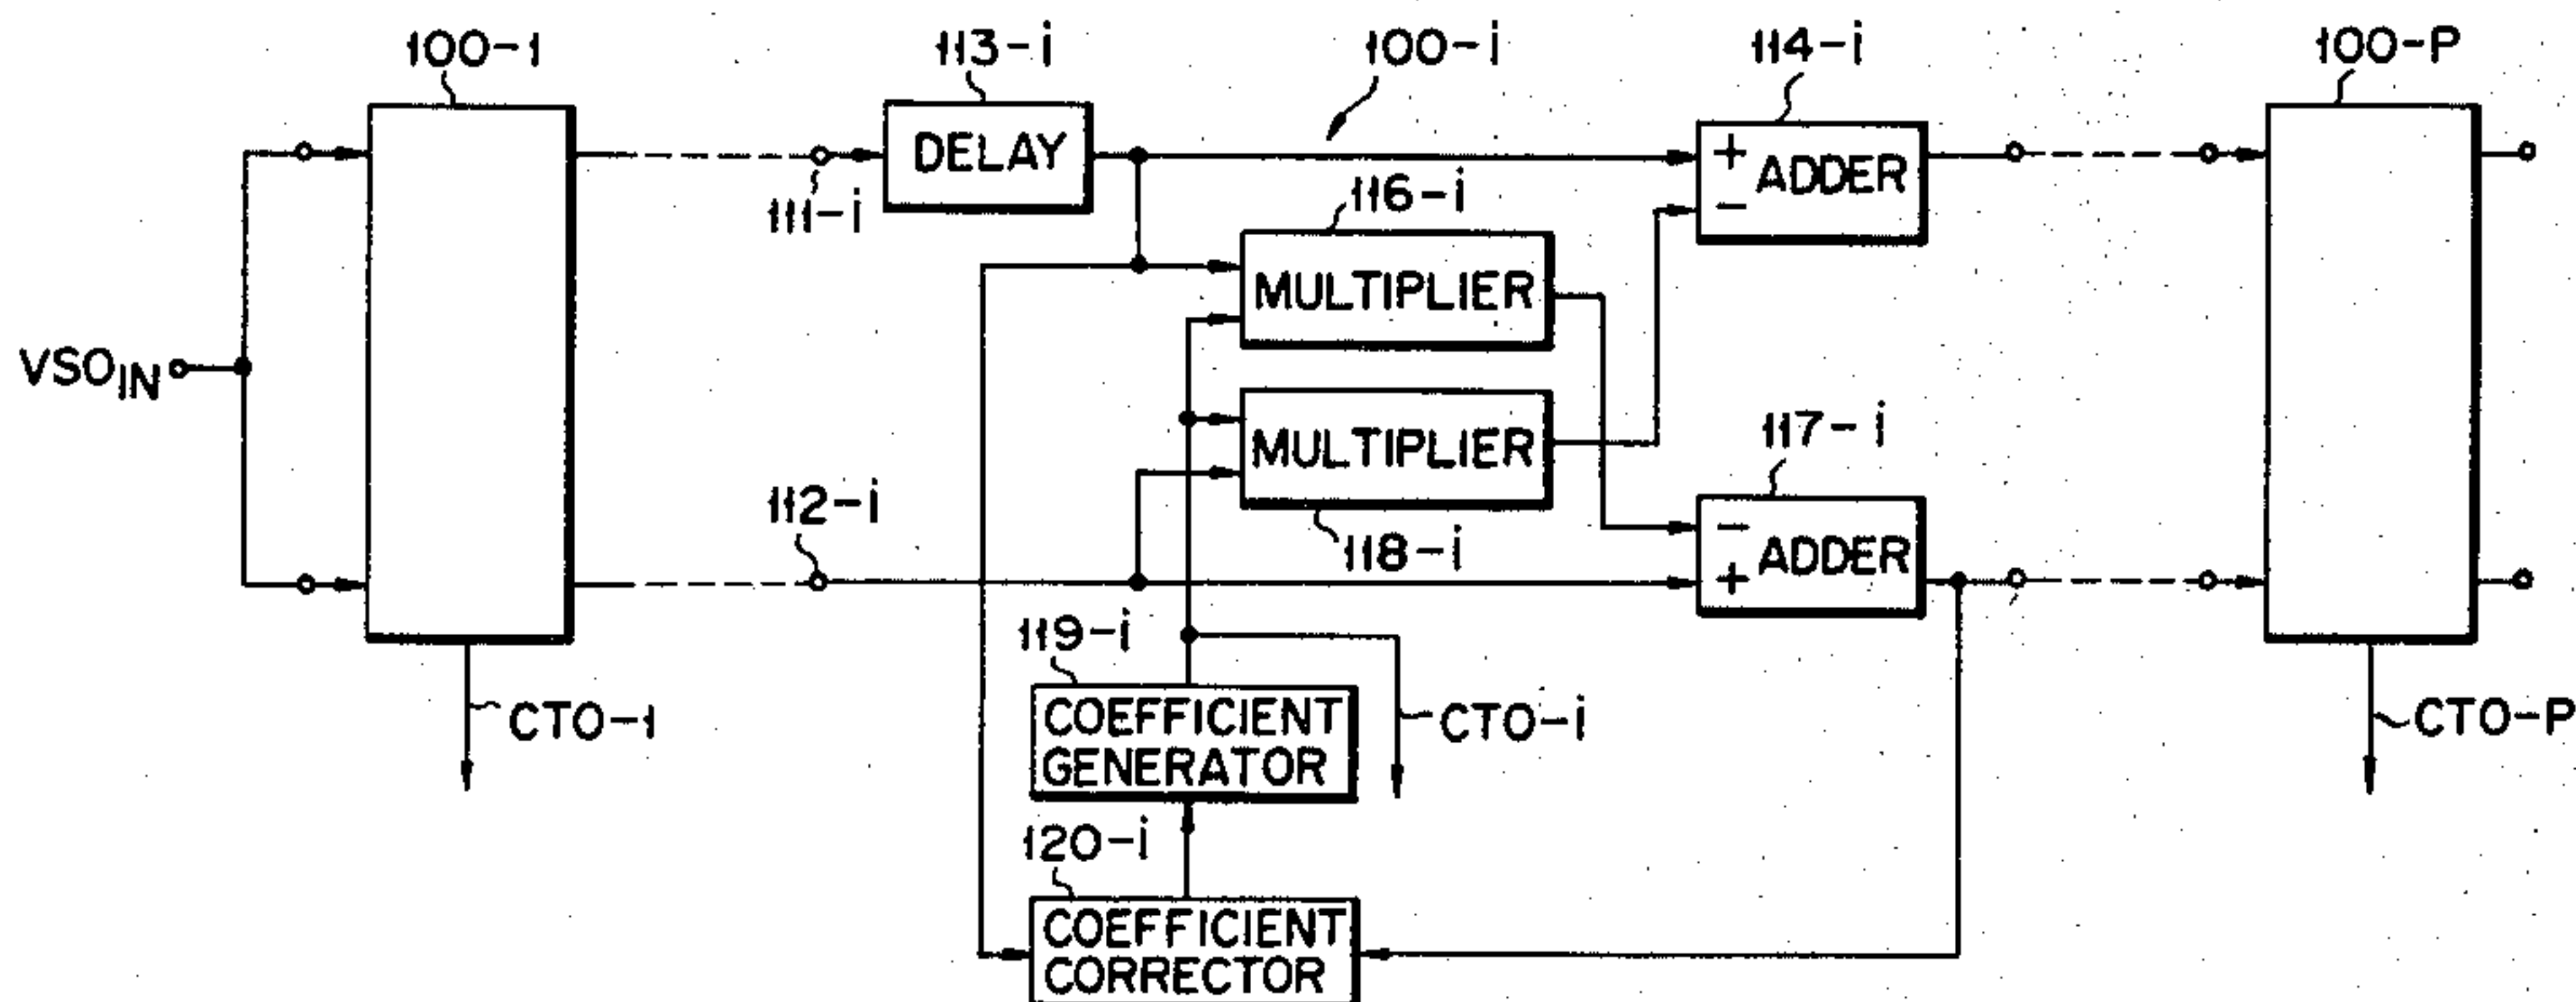 100-1
113-i
100-i
114-i
100-P
DELAY
+
ADDER
-
111-i
116-i
MULTIPLIER
VSO_IN
MULTIPLIER
117-i
112-i
118-i
-
ADDER
+
119-i
COEFFICIENT
GENERATOR
CTO-1
CTO-i
CTO-P
120-i
COEFFICIENT
CORRECTOR